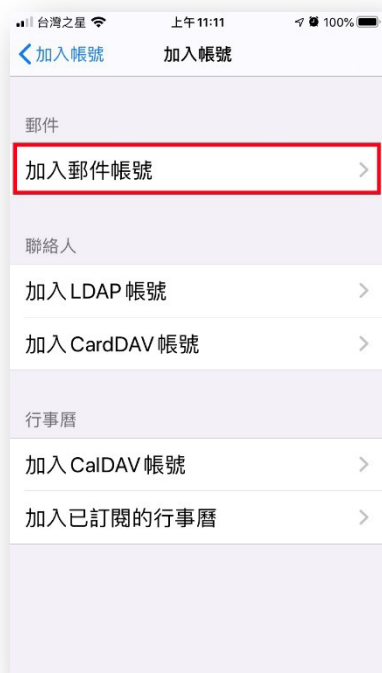 台灣之星 上午11:11 100%
加入帳號 加入帳號
郵件
加入郵件帳號
聯絡人
加入LDAP帳號
加入CardDAV帳號
行事曆
加入CalDAV帳號
加入已訂閱的行事曆